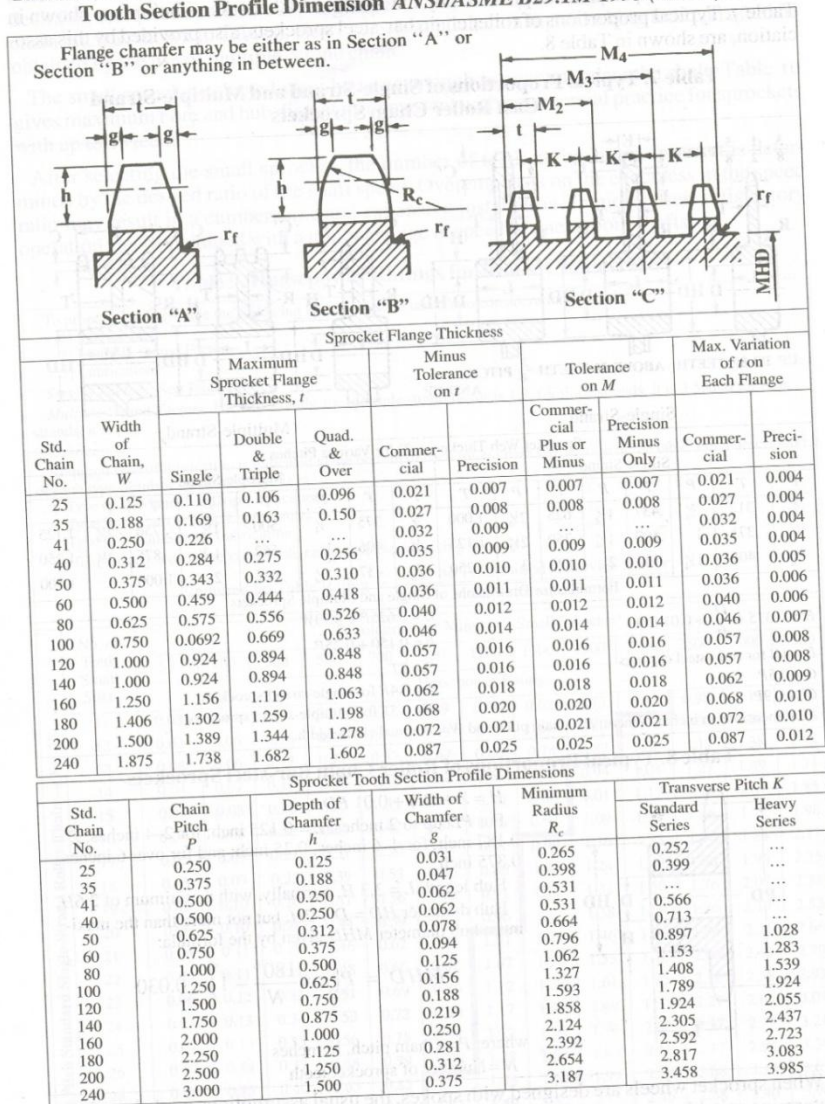 Tooth Section Profile Dimension ANSI/ASME
Flange chamfer may be either as in Section "A" or
Section "B" or anything in between.
M4
M3
M2
t
t
t
g g
g g
K K K
h
h
Rc
rf
rf
rf
MHD
Section "A"
Section "B"
Section "C"
Sprocket Flange Thickness
Std. Chain No.
Width of Chain, W
Maximum Sprocket Flange Thickness, t
Single
Double & Triple
Quad. & Over
Minus Tolerance on t
Commercial
Precision
Tolerance on M
Commercial Plus or Minus
Precision Minus Only
Max. Variation of t on Each Flange
Commercial
Precision
25 0.125 0.110 0.106 0.096 0.021 0.007 0.007 0.007 0.021 0.004
35 0.188 0.169 0.163 0.150 0.027 0.008 0.008 0.008 0.027 0.004
41 0.250 0.226 ... ... 0.032 0.009 ... ... 0.032 0.004
40 0.312 0.284 0.275 0.256 0.035 0.009 0.009 0.009 0.035 0.004
50 0.375 0.343 0.332 0.310 0.036 0.010 0.010 0.010 0.036 0.005
60 0.500 0.459 0.444 0.418 0.036 0.011 0.011 0.011 0.036 0.006
80 0.625 0.575 0.556 0.526 0.040 0.012 0.012 0.012 0.040 0.006
100 0.750 0.0692 0.669 0.633 0.046 0.014 0.014 0.014 0.046 0.007
120 1.000 0.924 0.894 0.848 0.057 0.016 0.016 0.016 0.057 0.008
140 1.000 0.924 0.894 0.848 0.057 0.016 0.016 0.016 0.057 0.008
160 1.250 1.156 1.119 1.063 0.062 0.018 0.018 0.018 0.062 0.009
180 1.406 1.302 1.259 1.198 0.068 0.020 0.020 0.020 0.068 0.010
200 1.500 1.389 1.344 1.278 0.072 0.021 0.021 0.021 0.072 0.010
240 1.875 1.738 1.682 1.602 0.087 0.025 0.025 0.025 0.087 0.012
Sprocket Tooth Section Profile Dimensions
Std. Chain No.
Chain Pitch P
Depth of Chamfer h
Width of Chamfer g
Minimum Radius Rc
Transverse Pitch K
Standard Series
Heavy Series
25 0.250 0.125 0.031 0.265 0.252 ...
35 0.375 0.188 0.047 0.398 0.399 ...
41 0.500 0.250 0.062 0.531 ... ...
40 0.500 0.250 0.062 0.531 0.566 ...
50 0.625 0.312 0.078 0.664 0.713 ...
60 0.750 0.375 0.094 0.796 0.897 1.028
80 1.000 0.500 0.125 1.062 1.153 1.283
100 1.250 0.625 0.156 1.327 1.408 1.539
120 1.500 0.750 0.188 1.593 1.789 1.924
140 1.750 0.875 0.219 1.858 1.924 2.055
160 2.000 1.000 0.250 2.124 2.305 2.437
180 2.250 1.125 0.281 2.392 2.592 2.723
200 2.500 1.250 0.312 2.654 2.817 3.083
240 3.000 1.500 0.375 3.187 3.458 3.985